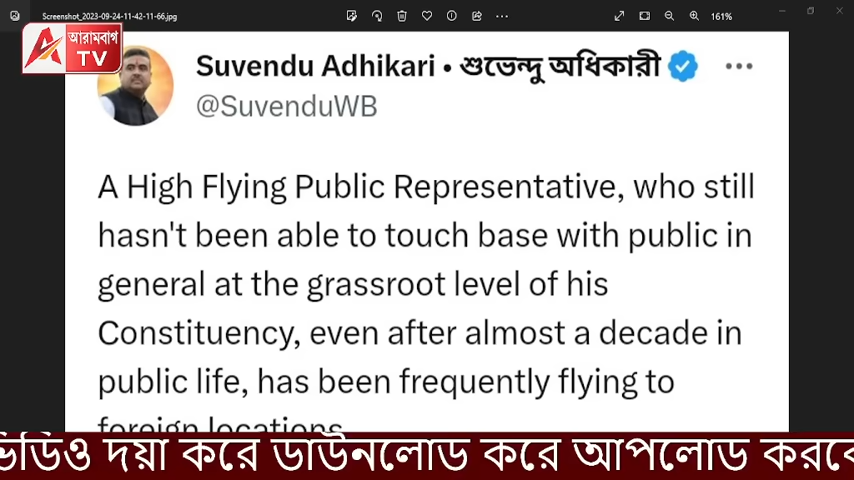 Screenshot_2023-09-24-11-42-11-66.jpg
161%
আরামবাগ
TV
Suvendu Adhikari • শুভেন্দু অধিকারী
@SuvenduWB
A High Flying Public Representative, who still
hasn't been able to touch base with public in
general at the grassroot level of his
Constituency, even after almost a decade in
public life, has been frequently flying to
foreign locations.
ভিডিও দয়া করে ডাউনলোড করে আপলোড করবে